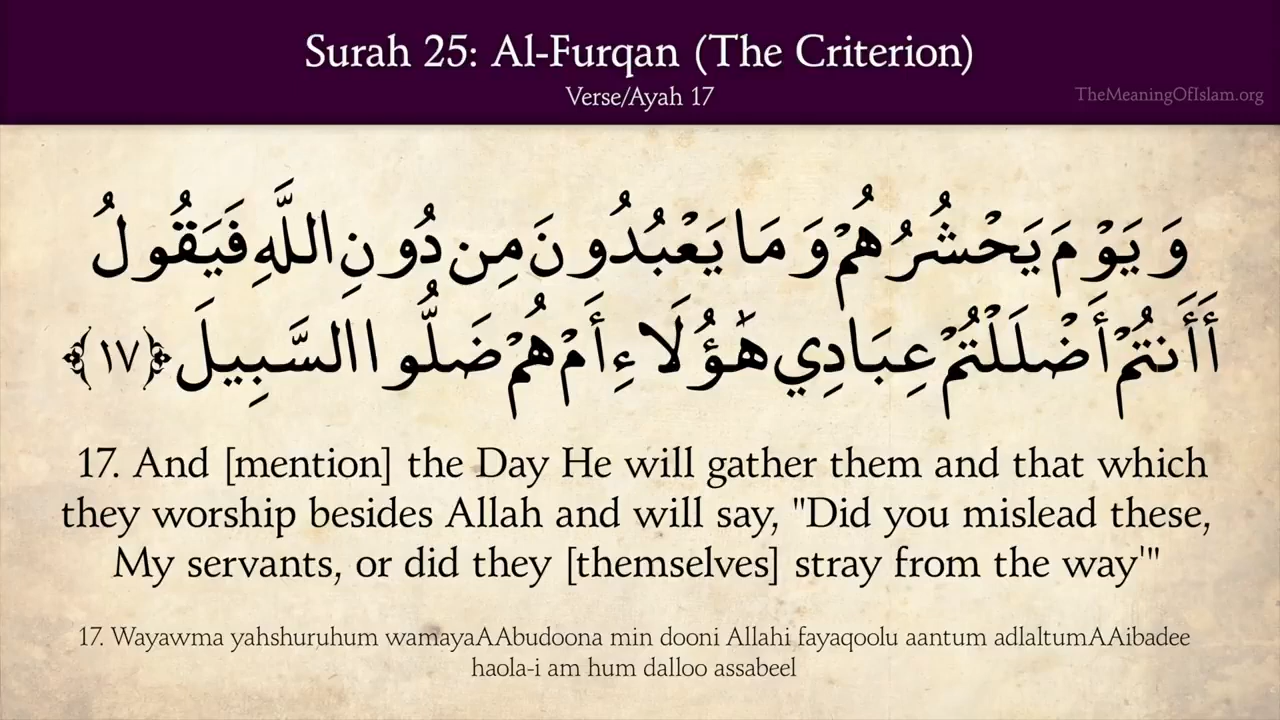 Surah 25: Al-Furqan (The Criterion)
Verse/Ayah 17
TheMeaningOfIslam.org
وَيَوْمَ يَحْشُرُهُمْ وَمَا يَعْبُدُونَ مِن دُونِ اللَّهِ فَيَقُولُ
أَأَنتُمْ أَضْلَلْتُمْ عِبَادِي هَٰؤُلَاءِ أَمْ هُمْ ضَلُّوا السَّبِيلَ ﴿١٧﴾
17. And [mention] the Day He will gather them and that which
they worship besides Allah and will say, "Did you mislead these,
My servants, or did they [themselves] stray from the way'"
17. Wayawma yahshuruhum wamayaAAbudoona min dooni Allahi fayaqoolu aantum adlaltumAAibadee
haola-i am hum dalloo assabeel